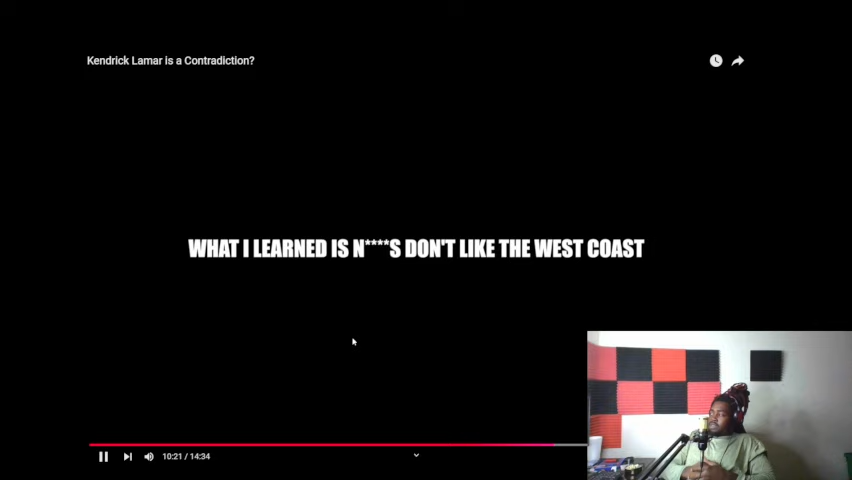 Kendrick Lamar is a Contradiction?
WHAT I LEARNED IS N****S DON'T LIKE THE WEST COAST
10:21 / 14:34